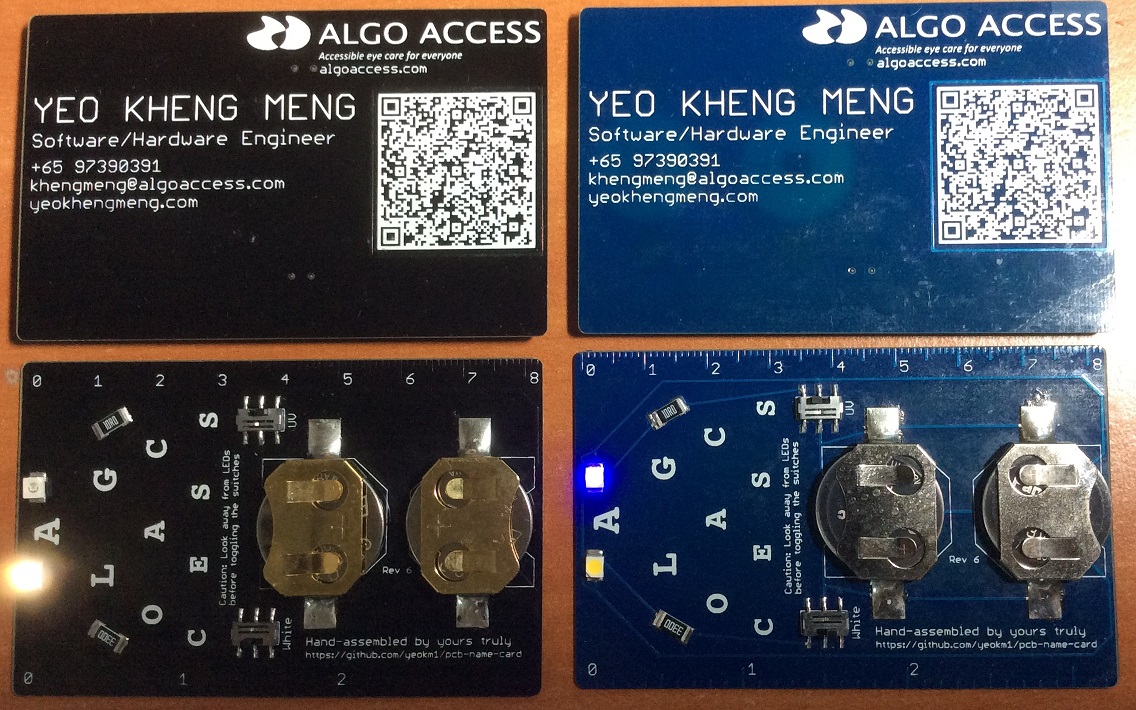 ALGO ACCESS
Accessible eye care for everyone
algoaccess.com
YEO KHENG MENG
Software/Hardware Engineer
+65 97390391
khengmeng@algoaccess.com
yeokhengmeng.com
ALGO ACCESS
Accessible eye care for everyone
algoaccess.com
YEO KHENG MENG
Software/Hardware Engineer
+65 97390391
khengmeng@algoaccess.com
yeokhengmeng.com
0 1 2 3 4 5 6 7 8
UV
ALGO
ACCESS
Caution: Look away from LEDs
before toggling the switches
Rev 6
White
Hand-assembled by yours truly
https://github.com/yeokm1/pcb-name-card
0 1 2
0 1 2 3 4 5 6 7 8
UV
ALGO
ACCESS
Caution: Look away from LEDs
before toggling the switches
Rev 6
White
Hand-assembled by yours truly
https://github.com/yeokm1/pcb-name-card
0 1 2